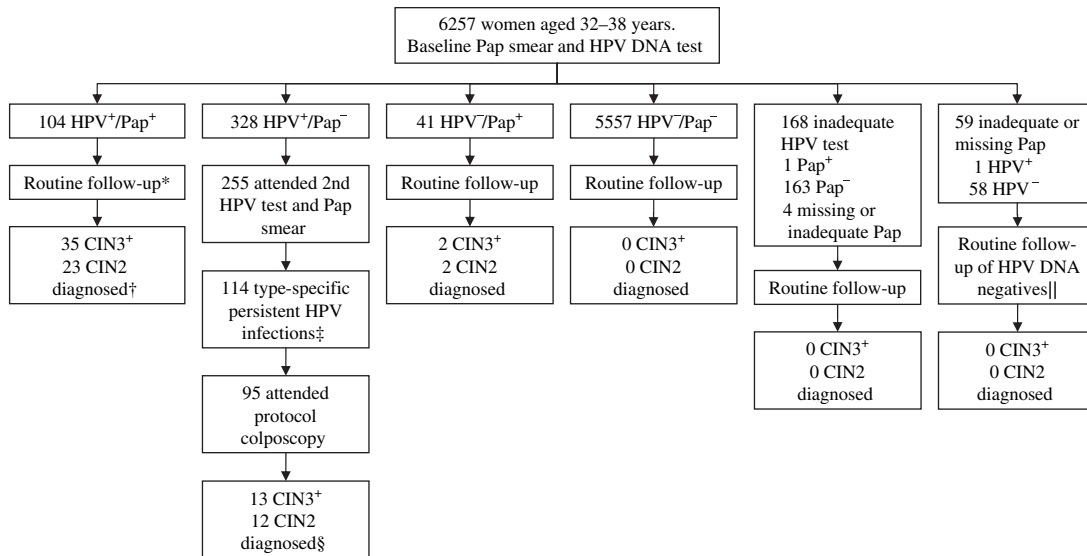 6257 women aged 32–38 years.
Baseline Pap smear and HPV DNA test
104 HPV⁺/Pap⁺
Routine follow-up*
35 CIN3⁺
23 CIN2
diagnosed†
328 HPV⁺/Pap⁻
255 attended 2nd
HPV test and Pap
smear
114 type-specific
persistent HPV
infections‡
95 attended
protocol
colposcopy
13 CIN3⁺
12 CIN2
diagnosed§
41 HPV⁻/Pap⁺
Routine follow-up
2 CIN3⁺
2 CIN2
diagnosed
5557 HPV⁻/Pap⁻
Routine follow-up
0 CIN3⁺
0 CIN2
diagnosed
168 inadequate
HPV test
1 Pap⁺
163 Pap⁻
4 missing or
inadequate Pap
Routine follow-up
0 CIN3⁺
0 CIN2
diagnosed
59 inadequate or
missing Pap
1 HPV⁺
58 HPV⁻
Routine follow-
up of HPV DNA
negatives||
0 CIN3⁺
0 CIN2
diagnosed